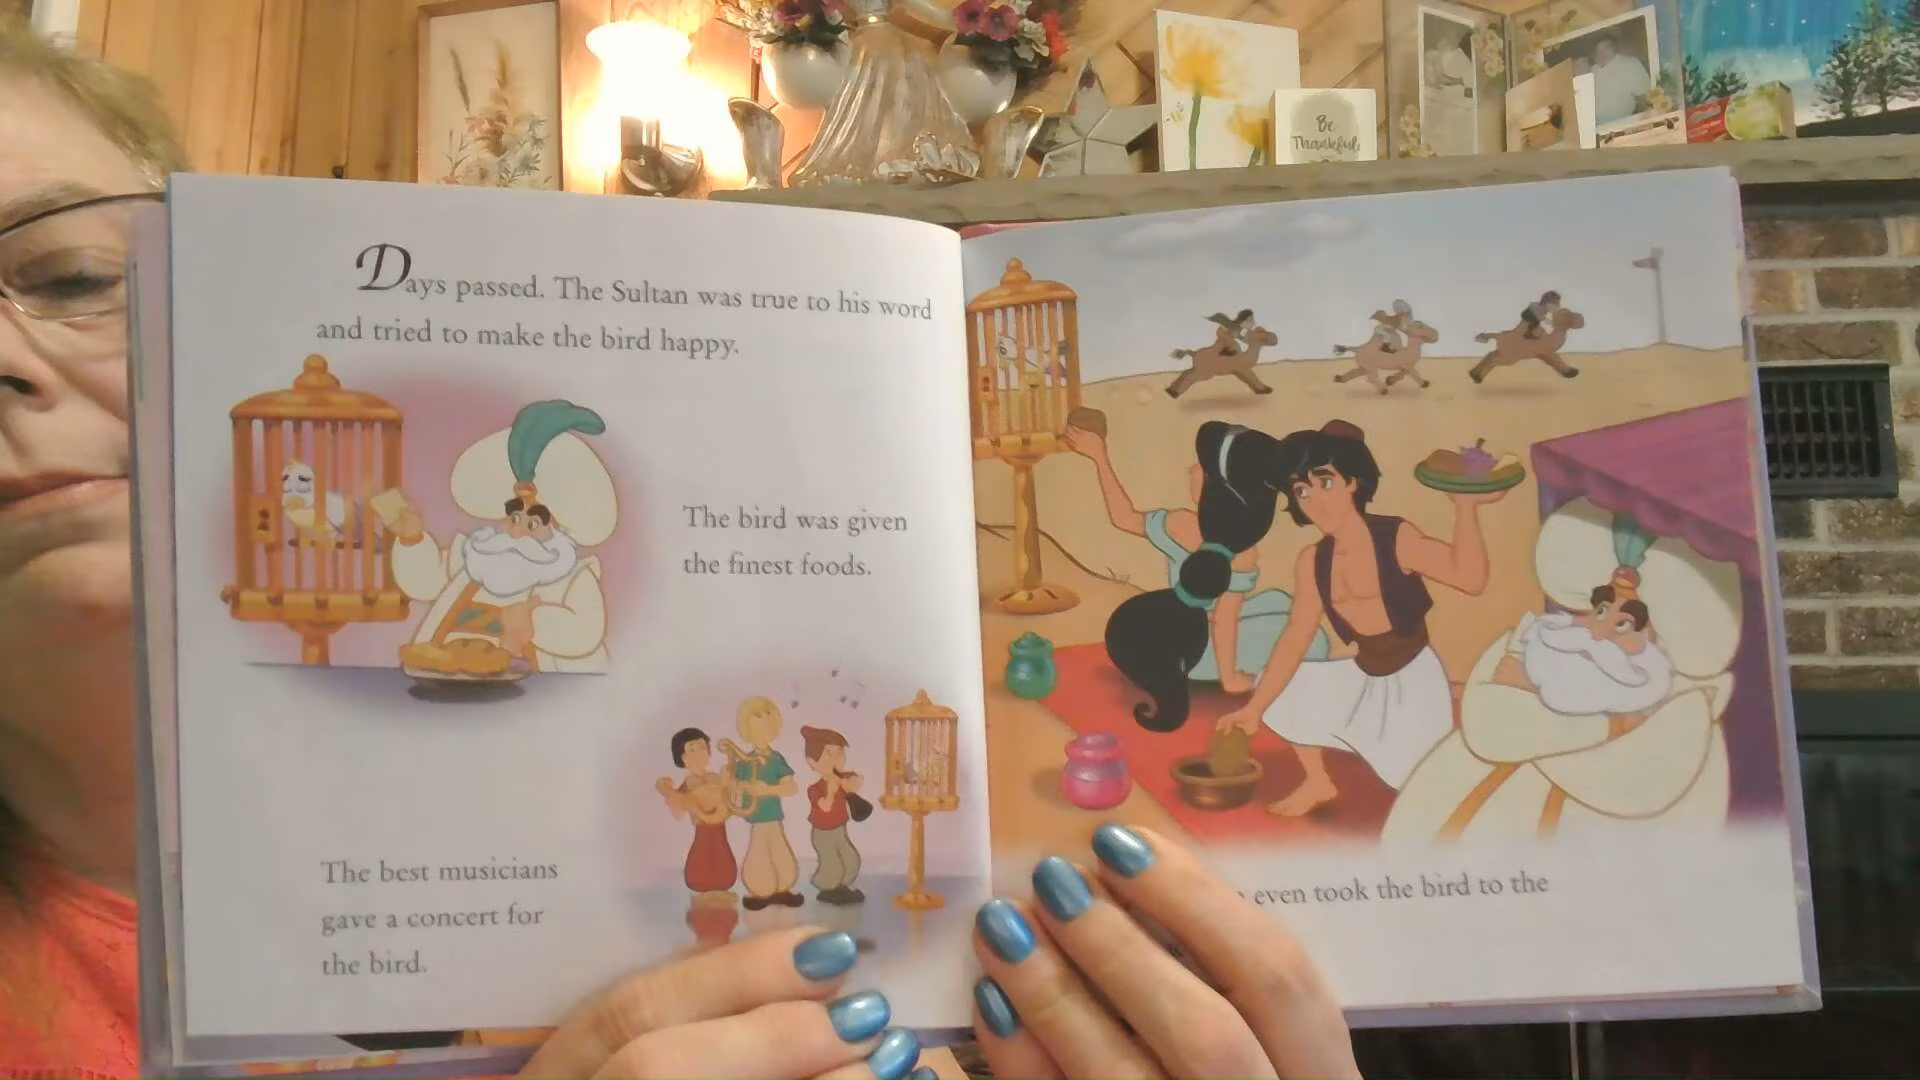 Be
Thankful
Days passed. The Sultan was true to his word
and tried to make the bird happy.
The bird was given
the finest foods.
The best musicians
gave a concert for
the bird.
even took the bird to the